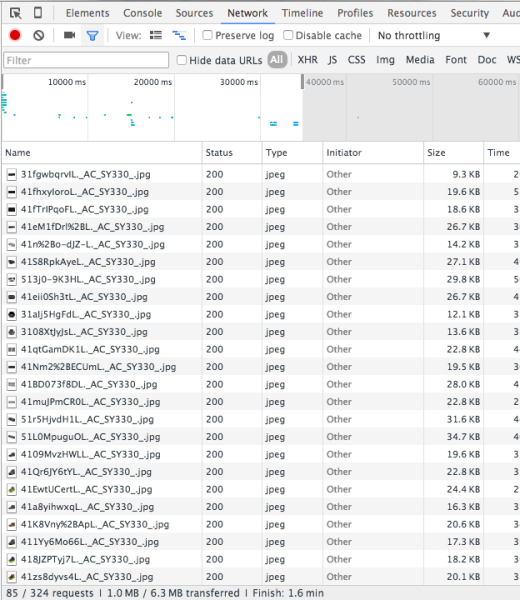 Elements Console Sources Network Timeline Profiles Resources Security Au
View: Preserve log Disable cache No throttling
Filter Hide data URLs All XHR JS CSS Img Media Font Doc WS
10000 ms 20000 ms 30000 ms 40000 ms 50000 ms 60000 ms
Name Status Type Initiator Size Time
31fgwbqrvIL._AC_SY330_.jpg 200 jpeg Other 9.3 KB 2
41fhxyloroL._AC_SY330_.jpg 200 jpeg Other 19.6 KB 5
41fTrIPqoFL._AC_SY330_.jpg 200 jpeg Other 18.6 KB 3
41eM1fDrl%2BL._AC_SY330_.jpg 200 jpeg Other 26.7 KB 3
41n%2Bo-dJZ-L._AC_SY330_.jpg 200 jpeg Other 14.2 KB 3
41S8RpkAyeL._AC_SY330_.jpg 200 jpeg Other 27.1 KB 4
513j0-9K3HL._AC_SY330_.jpg 200 jpeg Other 29.8 KB 5
41eii0Sh3tL._AC_SY330_.jpg 200 jpeg Other 26.7 KB 4
31alj5HgFdL._AC_SY330_.jpg 200 jpeg Other 12.1 KB 3
3108XtJyJsL._AC_SY330_.jpg 200 jpeg Other 13.6 KB 3
41qtGamDK1L._AC_SY330_.jpg 200 jpeg Other 22.8 KB 4
41Nm2%2BECUmL._AC_SY330_.jpg 200 jpeg Other 19.5 KB 3
41BD073f8DL._AC_SY330_.jpg 200 jpeg Other 28.0 KB 4
41muJPmCR0L._AC_SY330_.jpg 200 jpeg Other 22.8 KB 2
51r5HjvdH1L._AC_SY330_.jpg 200 jpeg Other 31.6 KB 4
51L0MpuguOL._AC_SY330_.jpg 200 jpeg Other 34.7 KB 4
4109MvzHWLL._AC_SY330_.jpg 200 jpeg Other 19.6 KB 3
41Qr6JY6tYL._AC_SY330_.jpg 200 jpeg Other 22.8 KB 3
41EwtUCertL._AC_SY330_.jpg 200 jpeg Other 24.4 KB 2
41a8yihwxqL._AC_SY330_.jpg 200 jpeg Other 16.3 KB 3
41K8Vny%2BApL._AC_SY330_.jpg 200 jpeg Other 20.6 KB 3
411Yy6Mo66L._AC_SY330_.jpg 200 jpeg Other 17.3 KB 3
418JZPTyj7L._AC_SY330_.jpg 200 jpeg Other 18.2 KB 3
41zs8dyvs4L._AC_SY330_.jpg 200 jpeg Other 20.1 KB 3
85 / 324 requests | 1.0 MB / 6.3 MB transferred | Finish: 1.6 min